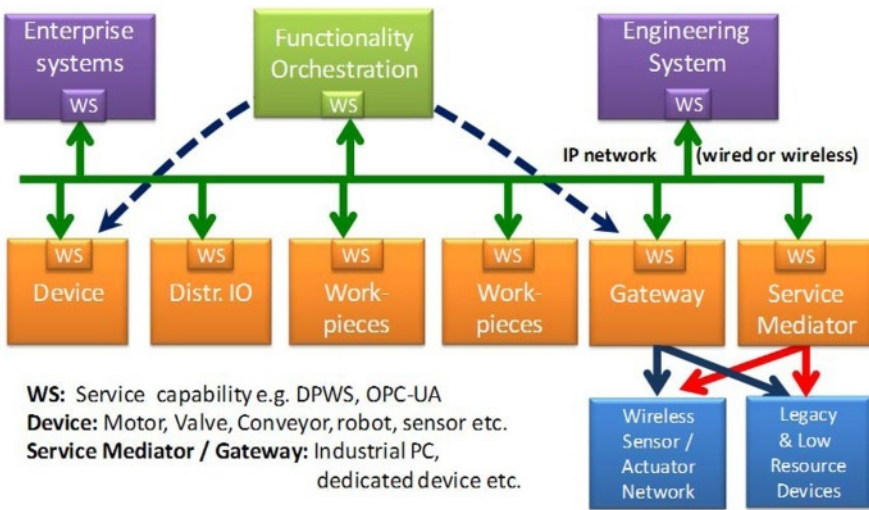 Enterprise
systems
WS
Functionality
Orchestration
WS
Engineering
System
WS
IP network (wired or wireless)
WS
Device
WS
Distr. IO
WS
Work-
pieces
WS
Work-
pieces
WS
Gateway
WS
Service
Mediator
WS: Service capability e.g. DPWS, OPC-UA
Device: Motor, Valve, Conveyor, robot, sensor etc.
Service Mediator / Gateway: Industrial PC,
dedicated device etc.
Wireless
Sensor /
Actuator
Network
Legacy
& Low
Resource
Devices